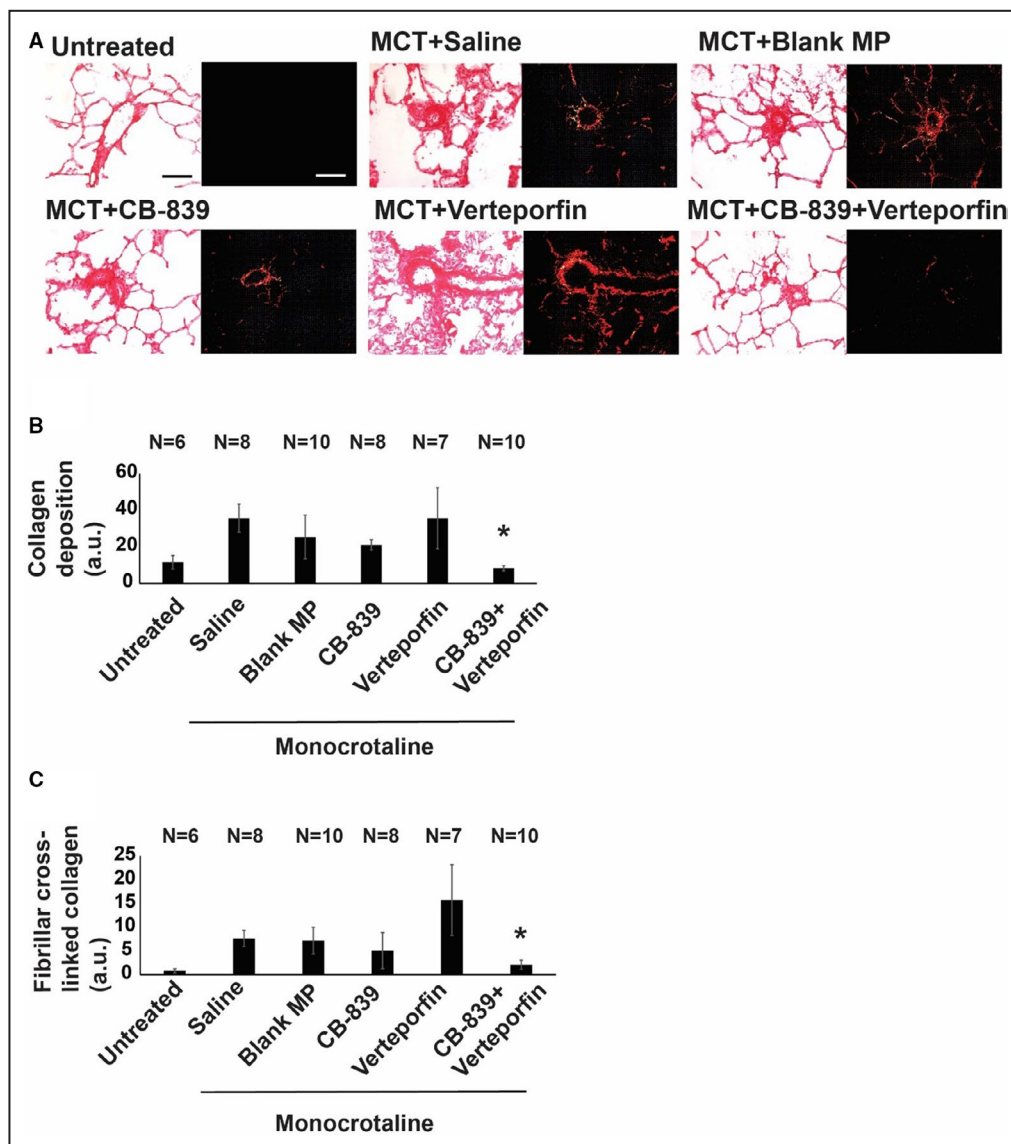 A
Untreated
MCT+Saline
MCT+Blank MP
MCT+CB-839
MCT+Verteporfin
MCT+CB-839+Verteporfin
B
N=6 N=8 N=10 N=8 N=7 N=10
Collagen
deposition
(a.u.)
60
40
20
0
*
Untreated
Saline
Blank MP
CB-839
Verteporfin
CB-839+
Verteporfin
Monocrotaline
C
N=6 N=8 N=10 N=8 N=7 N=10
Fibrillar cross-
linked collagen
(a.u.)
25
20
15
10
5
0
*
Untreated
Saline
Blank MP
CB-839
Verteporfin
CB-839+
Verteporfin
Monocrotaline